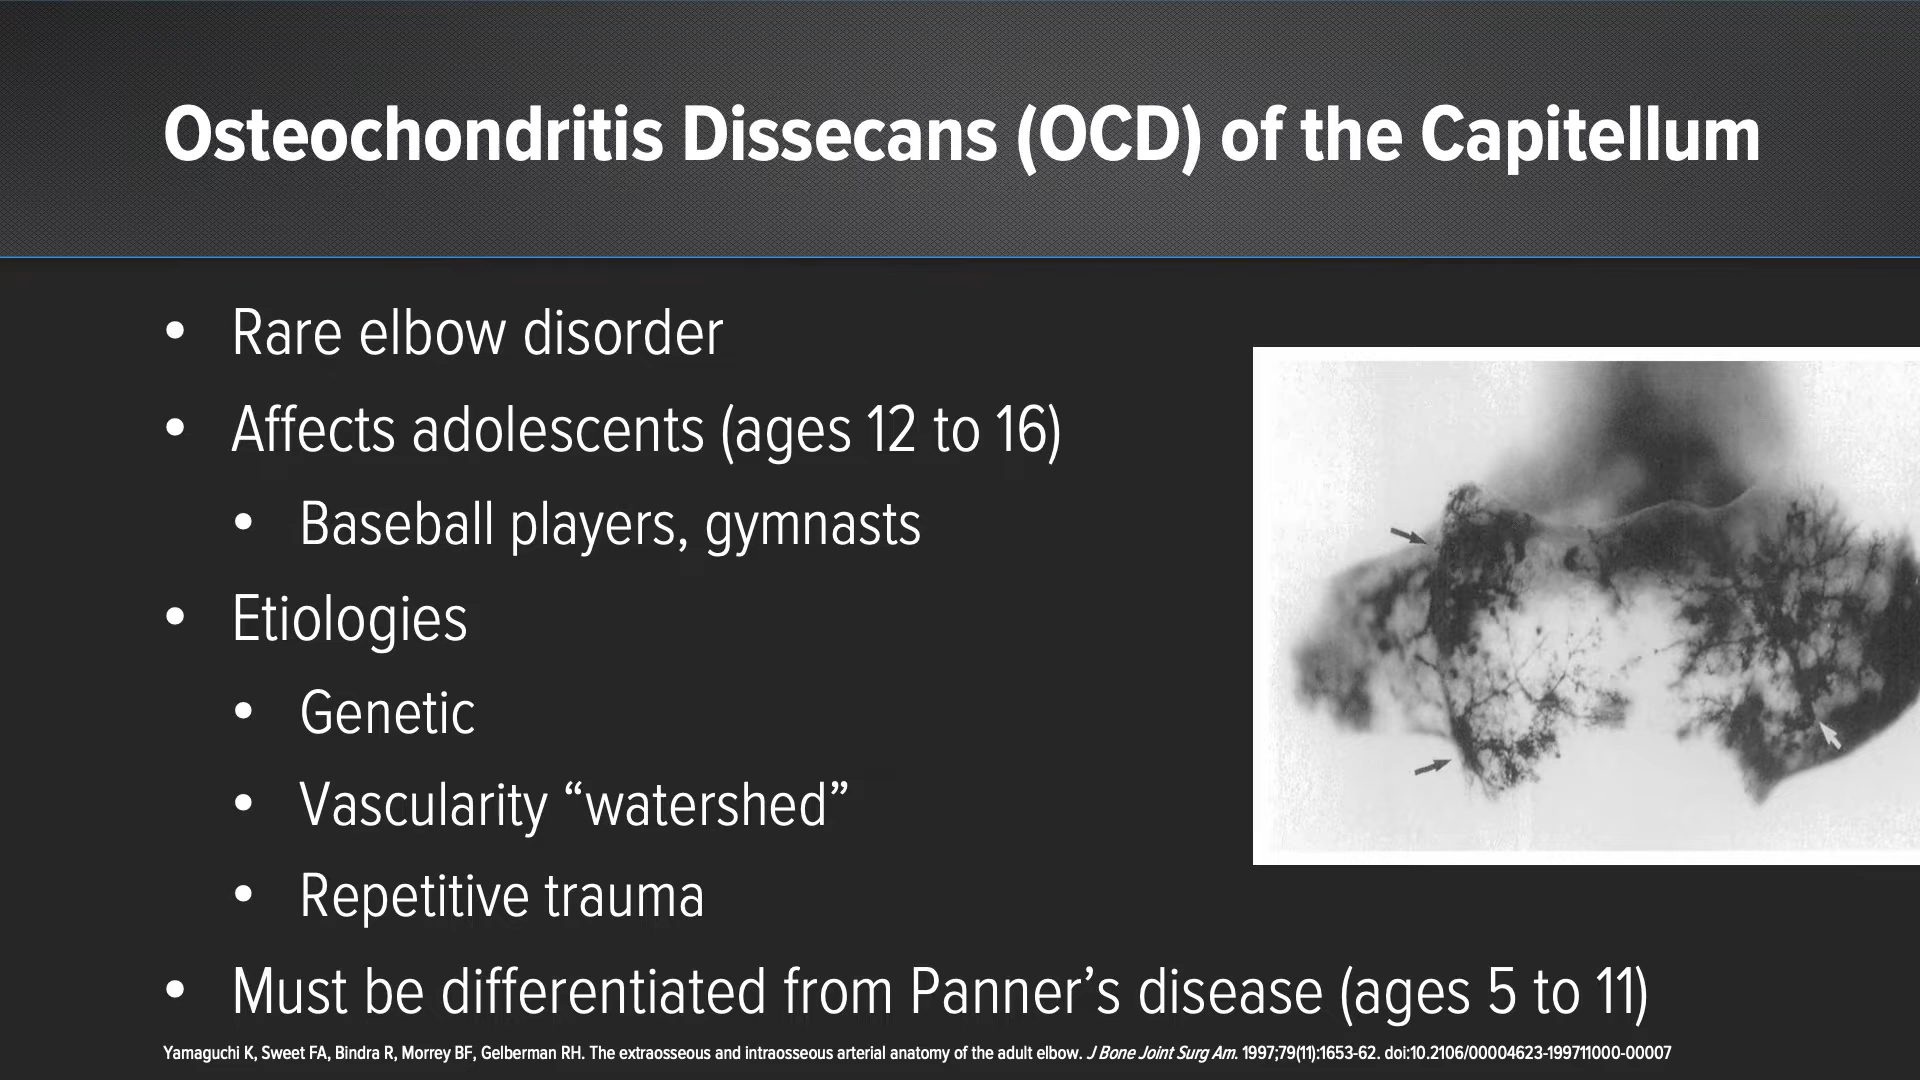 Osteochondritis Dissecans (OCD) of the Capitellum
• Rare elbow disorder
• Affects adolescents (ages 12 to 16)
• Baseball players, gymnasts
• Etiologies
• Genetic
• Vascularity “watershed”
• Repetitive trauma
• Must be differentiated from Panner’s disease (ages 5 to 11)
Yamaguchi K, Sweet FA, Bindra R, Morrey BF, Gelberman RH. The extraosseous and intraosseous arterial anatomy of the adult elbow. J Bone Joint Surg Am. 1997;79(11):1653-62. doi:10.2106/00004623-199711000-00007